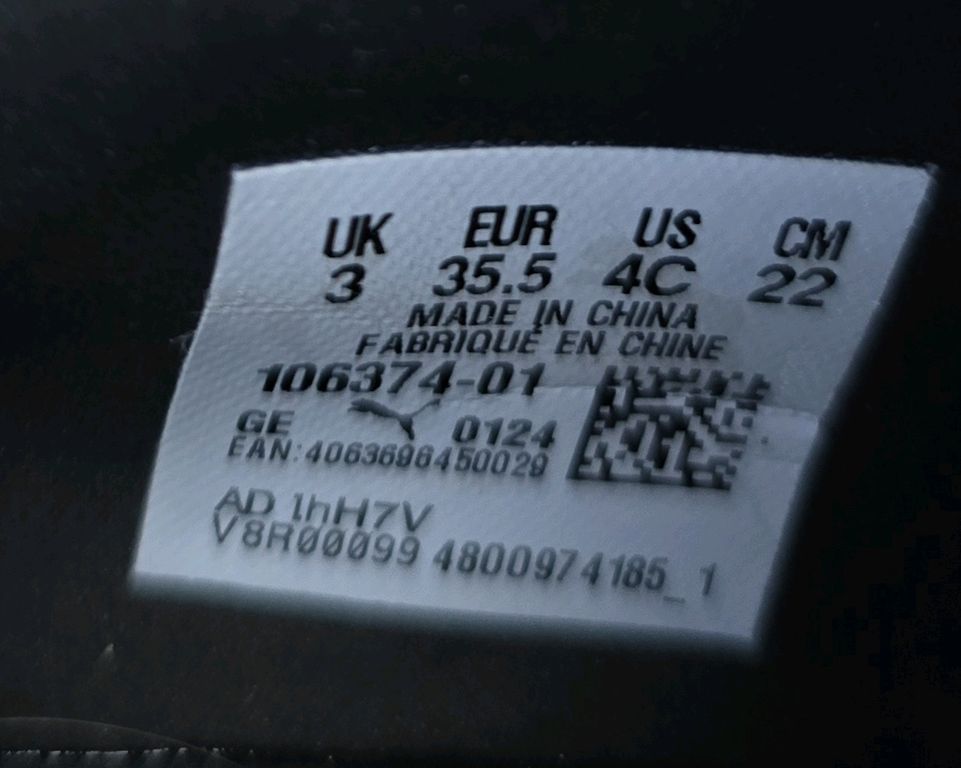 UK EUR US CM
3 35.5 4C 22
MADE IN CHINA
FABRIQUE EN CHINE
106374-01
GE 0124
EAN:4063696450029
AD 1hH7V
V8R00099 4800974185_1